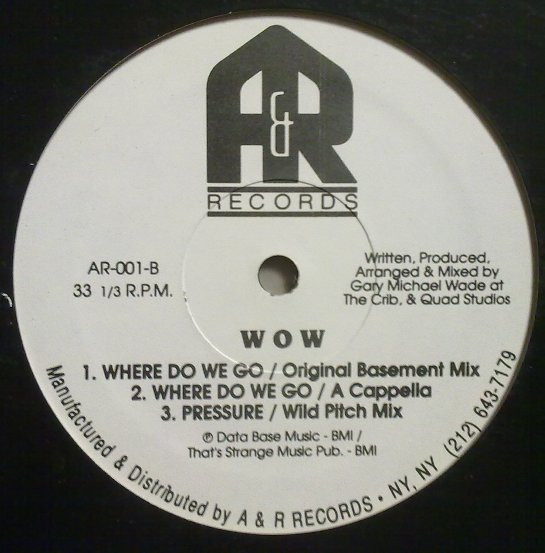 A&R
RECORDS
AR-001-B
33 1/3 R.P.M.
Written, Produced,
Arranged & Mixed by
Gary Michael Wade at
The Crib, & Quad Studios
WOW
1. WHERE DO WE GO / Original Basement Mix
2. WHERE DO WE GO / A Cappella
3. PRESSURE / Wild Pitch Mix
℗ Data Base Music - BMI /
That's Strange Music Pub. - BMI
Manufactured & Distributed by A & R RECORDS • NY, NY (212) 643-7179